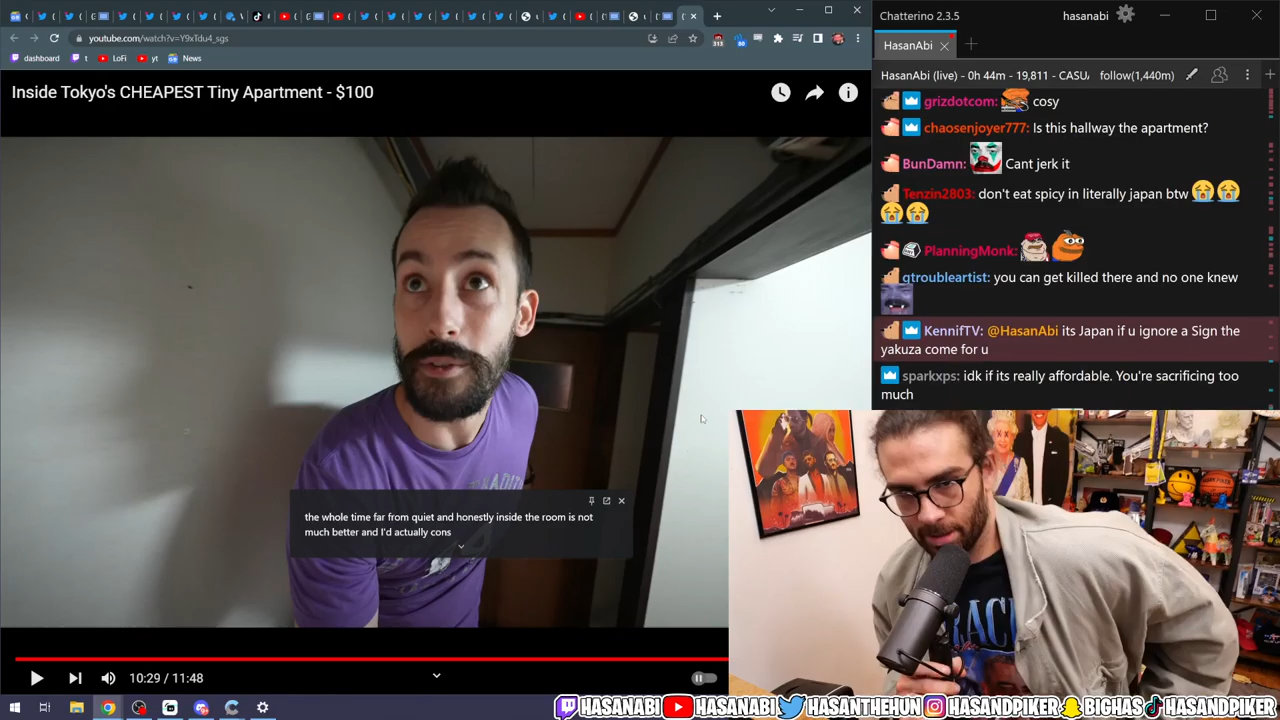 Chatterino 2.3.5
hasanabi
HasanAbi
youtube.com/watch?v=Y9xTdu4_sgs
313
80
dashboard
t
LoFi
yt
News
HasanAbi (live) - 0h 44m - 19,811 - CASU
follow(1,440m)
Inside Tokyo's CHEAPEST Tiny Apartment - $100
grizdotcom: cosy
chaosenjoyer777: Is this hallway the apartment?
BunDamn: Cant jerk it
Tenzin2803: don't eat spicy in literally japan btw
PlanningMonk:
gtroubleartist: you can get killed there and no one knew
KennifTV: @HasanAbi its Japan if u ignore a Sign the
yakuza come for u
sparkxps: idk if its really affordable. You're sacrificing too
much
the whole time far from quiet and honestly inside the room is not
much better and I'd actually cons
10:29 / 11:48
HASANABI HASANABI HASANTHEHUN HASANDPIKER BIGHAS HASANDPIKER